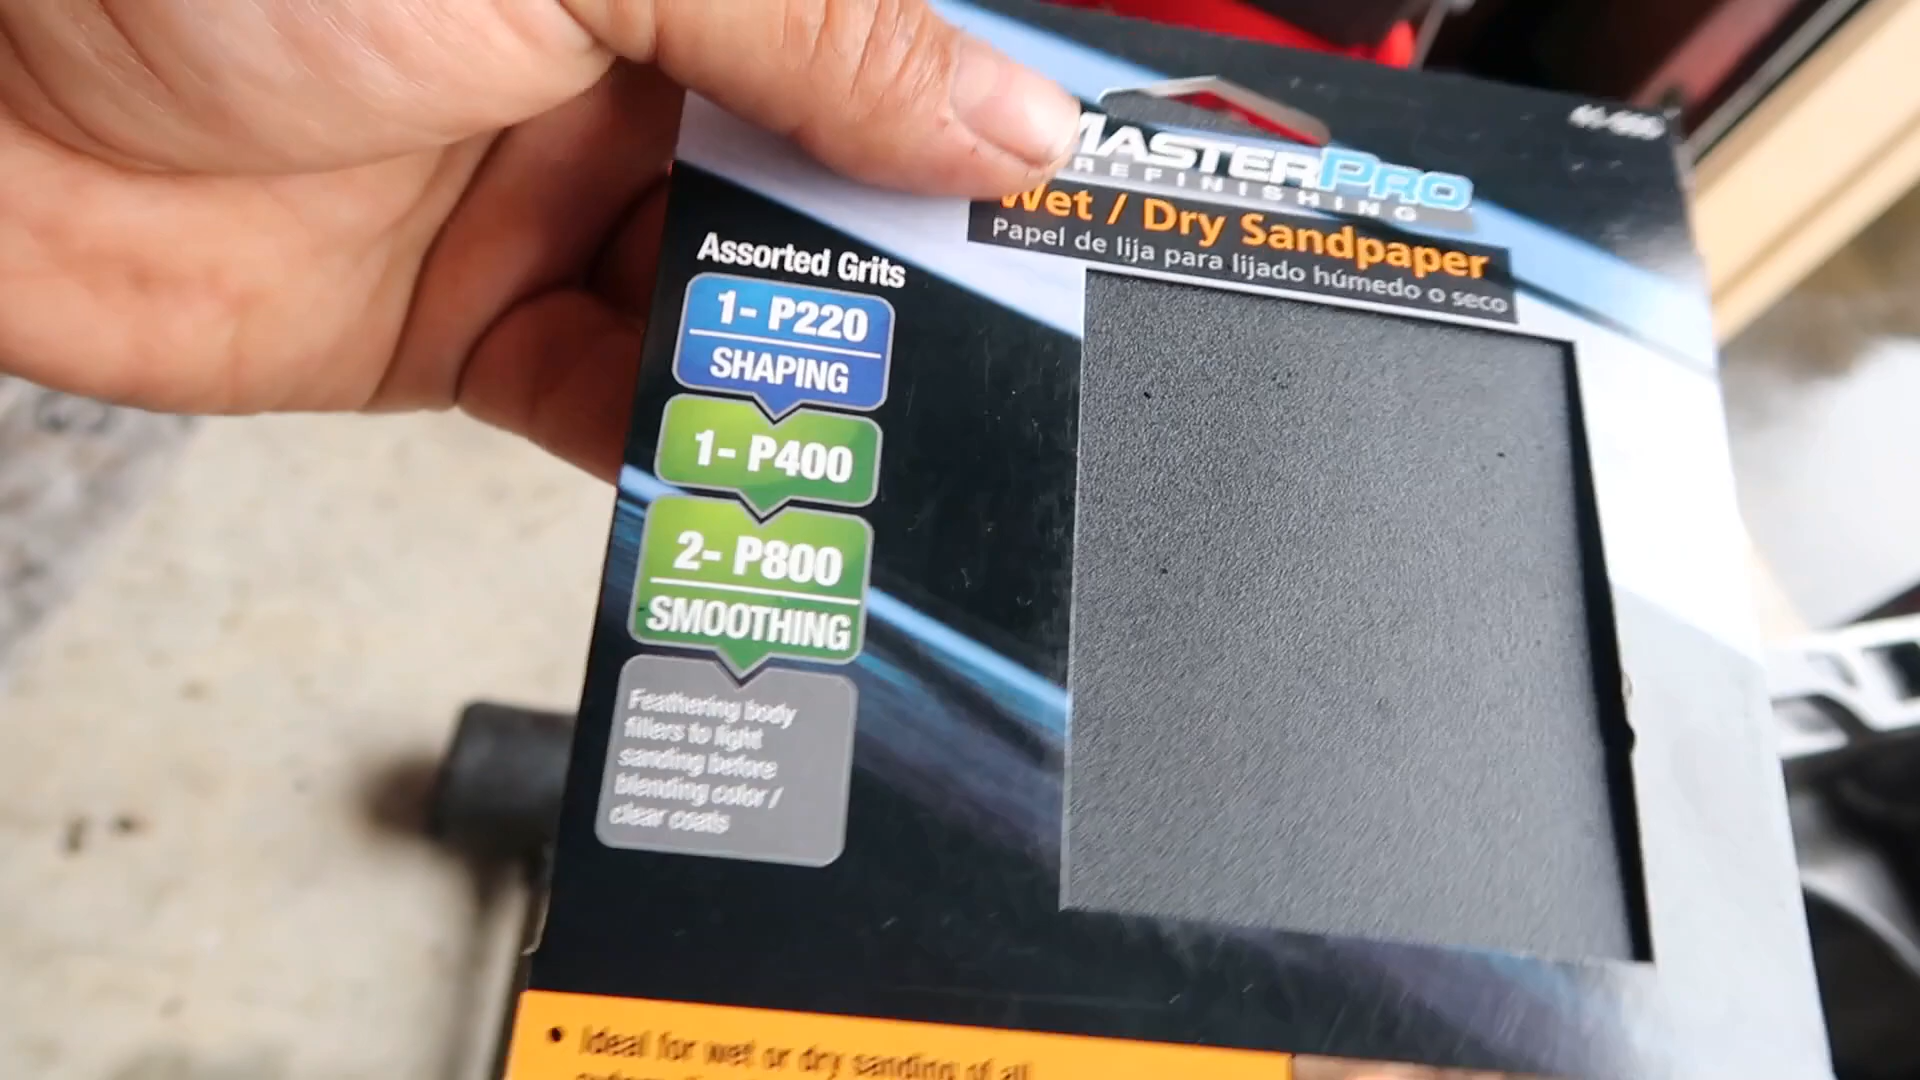 MASTERPRO
REFINISHING
Wet / Dry Sandpaper
Papel de lija para lijado húmedo o seco
Assorted Grits
1- P220
SHAPING
1- P400
2- P800
SMOOTHING
Feathering body
fillers to light
sanding before
blending color /
clear coats
• Ideal for wet or dry sanding of all